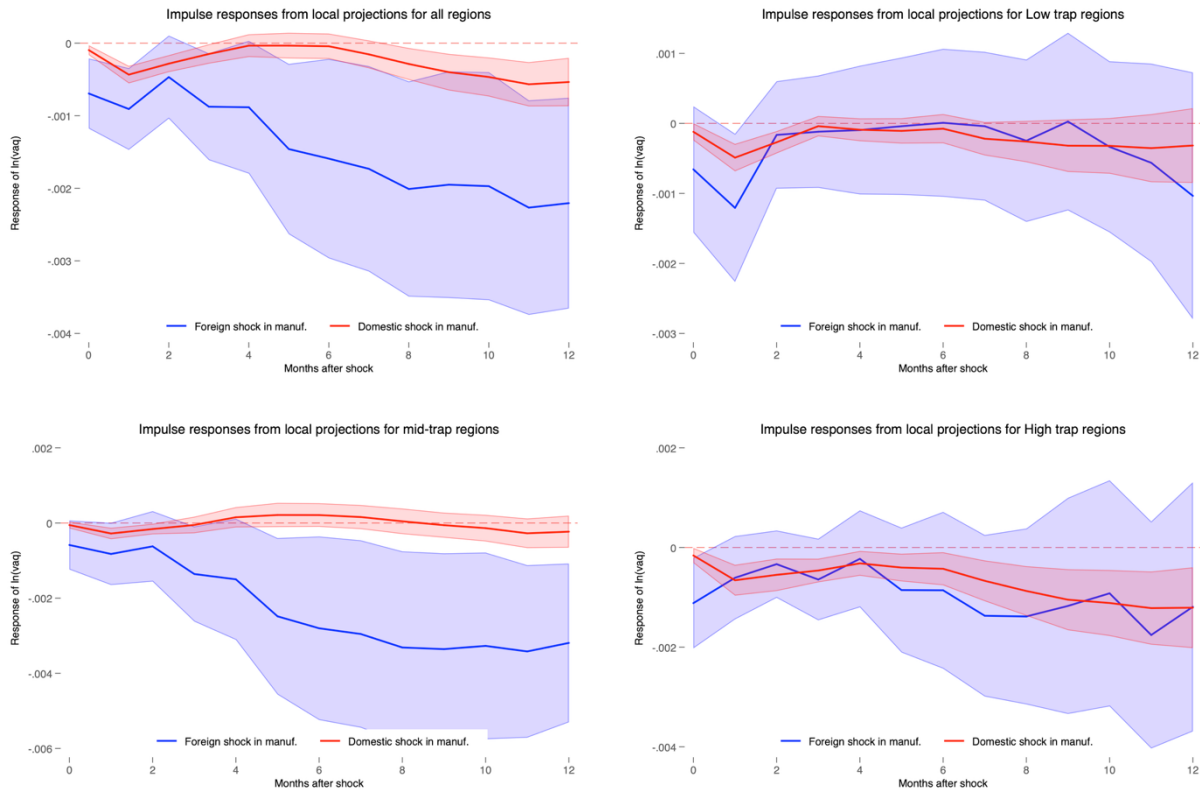 Impulse responses from local projections for all regions
0
-.001
-.002
-.003
-.004
Response of ln(vaq)
Foreign shock in manuf. Domestic shock in manuf.
0 2 4 6 8 10 12
Months after shock
Impulse responses from local projections for Low trap regions
.001
0
-.001
-.002
-.003
Response of ln(vaq)
Foreign shock in manuf. Domestic shock in manuf.
0 2 4 6 8 10 12
Months after shock
Impulse responses from local projections for mid-trap regions
.002
0
-.002
-.004
-.006
Response of ln(vaq)
Foreign shock in manuf. Domestic shock in manuf.
0 2 4 6 8 10 12
Months after shock
Impulse responses from local projections for High trap regions
.002
0
-.002
-.004
Response of ln(vaq)
Foreign shock in manuf. Domestic shock in manuf.
0 2 4 6 8 10 12
Months after shock